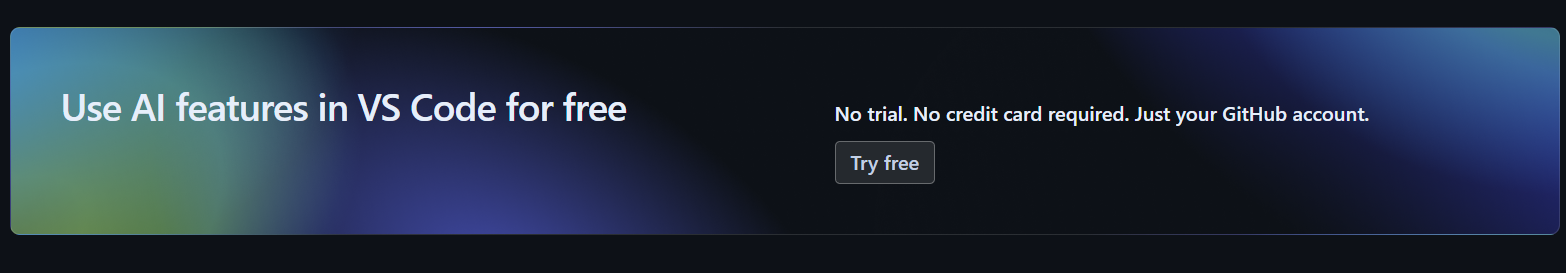 Use AI features in VS Code for free
No trial. No credit card required. Just your GitHub account.
Try free